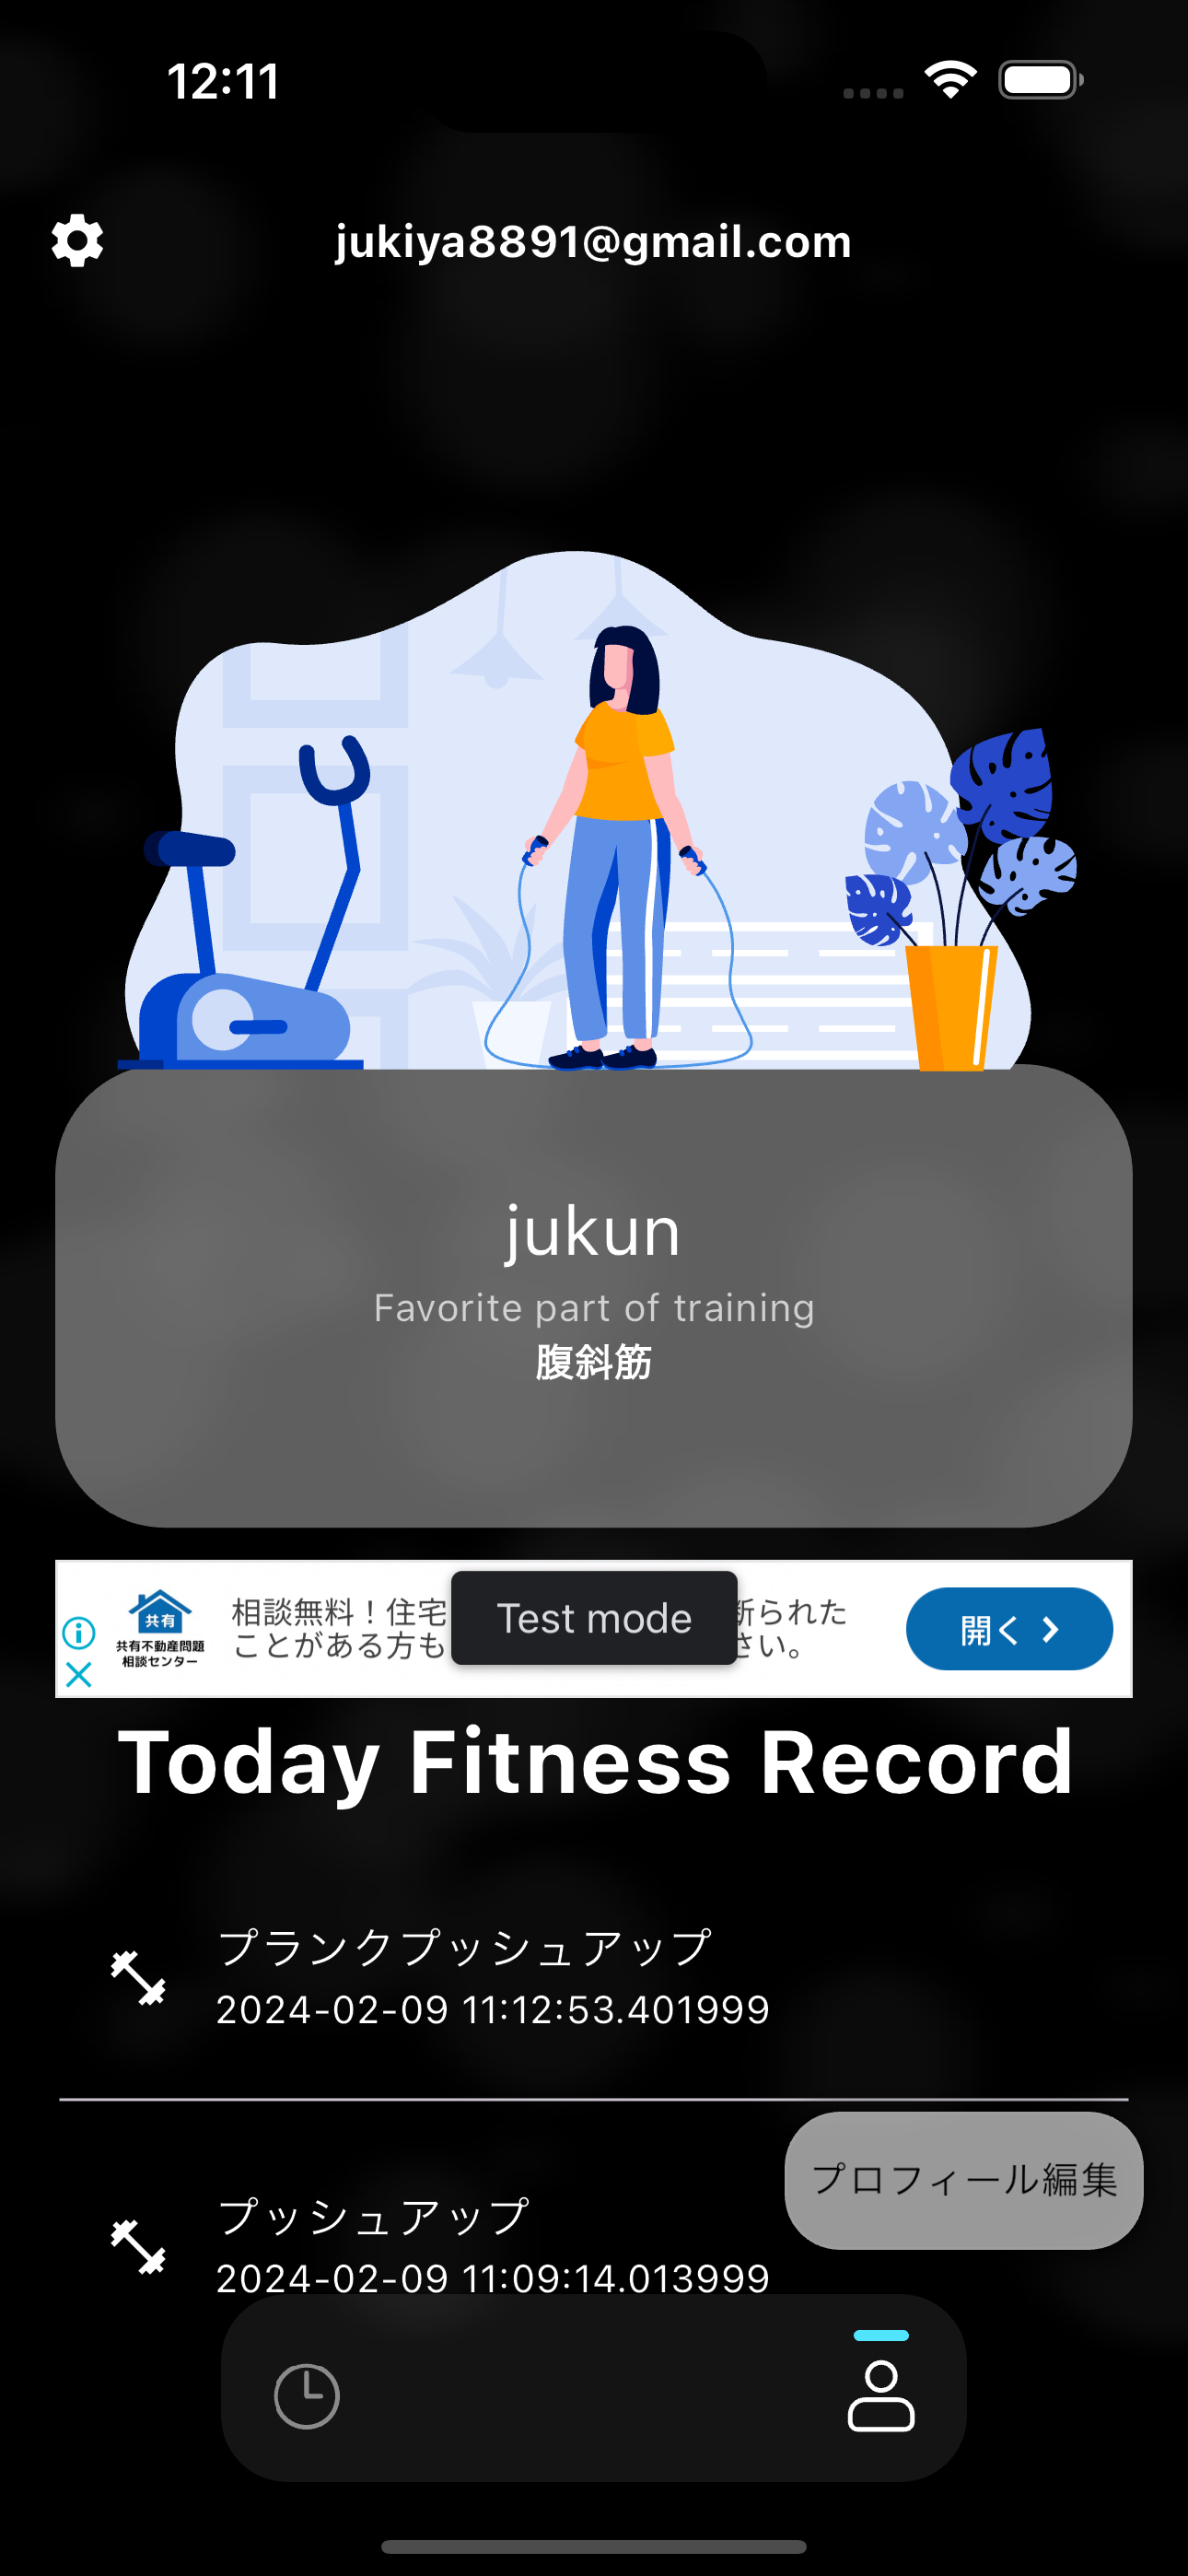 12:11
jukiya8891@gmail.com
jukun
Favorite part of training
腹斜筋
共有
共有不動産問題
相談センター
相談無料！住宅
断られた
ことがある方も
さい。
Test mode
開く
Today Fitness Record
プランクプッシュアップ
2024-02-09 11:12:53.401999
プロフィール編集
プッシュアップ
2024-02-09 11:09:14.013999